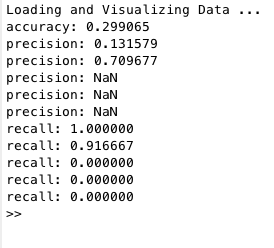 Loading and Visualizing Data ...
accuracy: 0.299065
precision: 0.131579
precision: 0.709677
precision: NaN
precision: NaN
precision: NaN
recall: 1.000000
recall: 0.916667
recall: 0.000000
recall: 0.000000
recall: 0.000000
>>